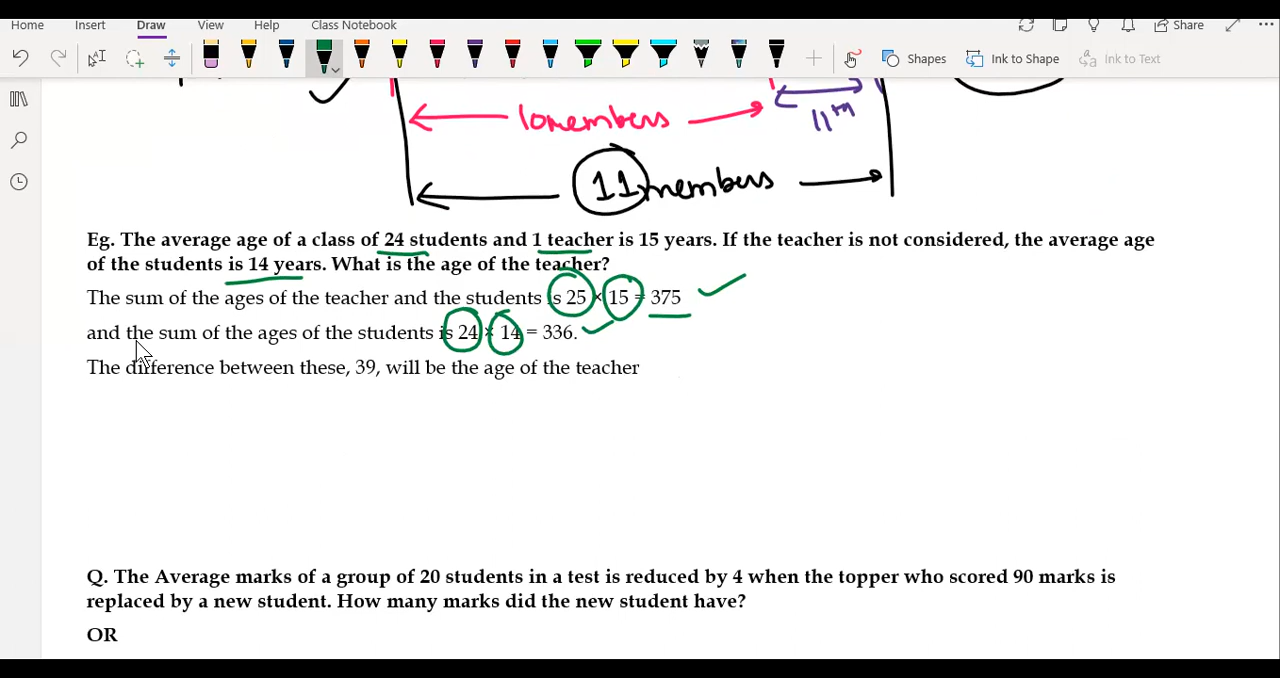 Home Insert Draw View Help Class Notebook Share
Shapes Ink to Shape Ink to Text
10members
11th
11members
Eg. The average age of a class of 24 students and 1 teacher is 15 years. If the teacher is not considered, the average age
of the students is 14 years. What is the age of the teacher?
The sum of the ages of the teacher and the students is 25 × 15 = 375
and the sum of the ages of the students is 24 × 14 = 336.
The difference between these, 39, will be the age of the teacher
Q. The Average marks of a group of 20 students in a test is reduced by 4 when the topper who scored 90 marks is
replaced by a new student. How many marks did the new student have?
OR